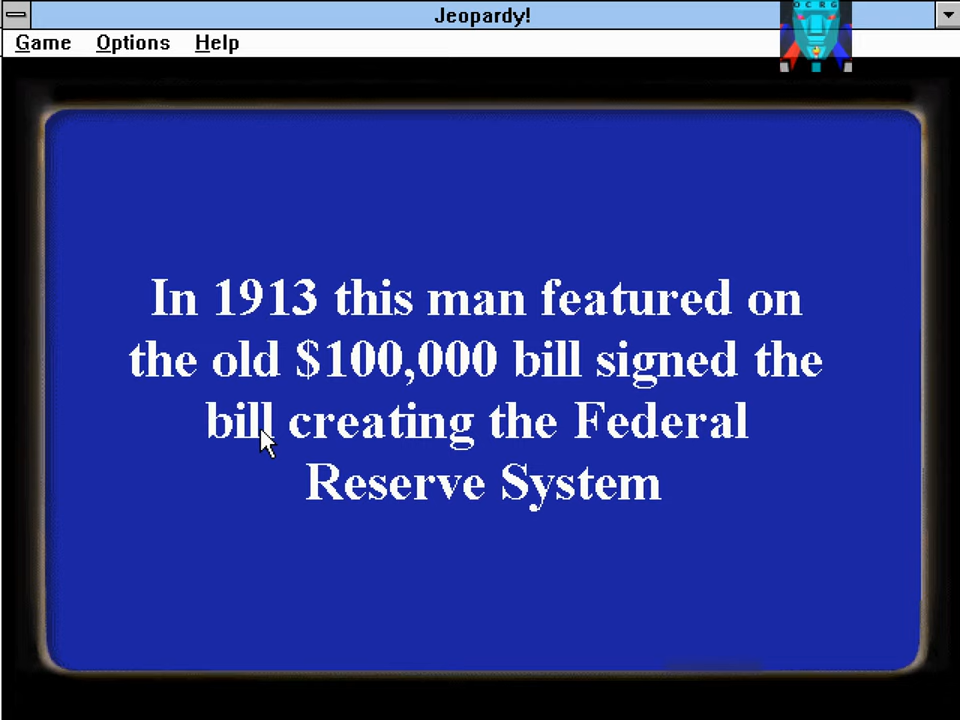 Jeopardy!
Game Options Help
OCRG
In 1913 this man featured on
the old $100,000 bill signed the
bill creating the Federal
Reserve System